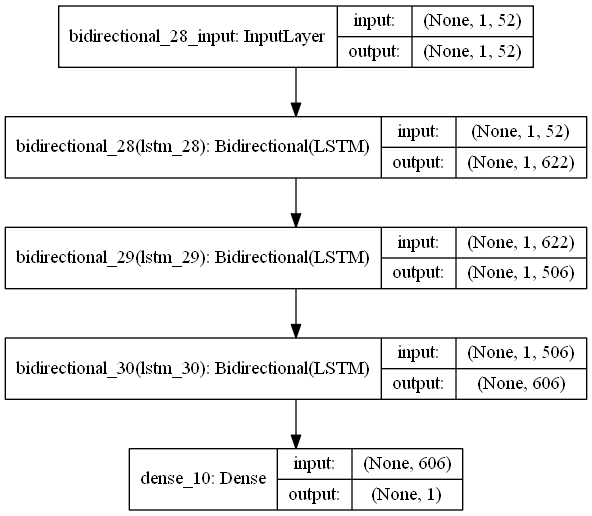 bidirectional_28_input: InputLayer
input: (None, 1, 52)
output: (None, 1, 52)
bidirectional_28(lstm_28): Bidirectional(LSTM)
input: (None, 1, 52)
output: (None, 1, 622)
bidirectional_29(lstm_29): Bidirectional(LSTM)
input: (None, 1, 622)
output: (None, 1, 506)
bidirectional_30(lstm_30): Bidirectional(LSTM)
input: (None, 1, 506)
output: (None, 606)
dense_10: Dense
input: (None, 606)
output: (None, 1)